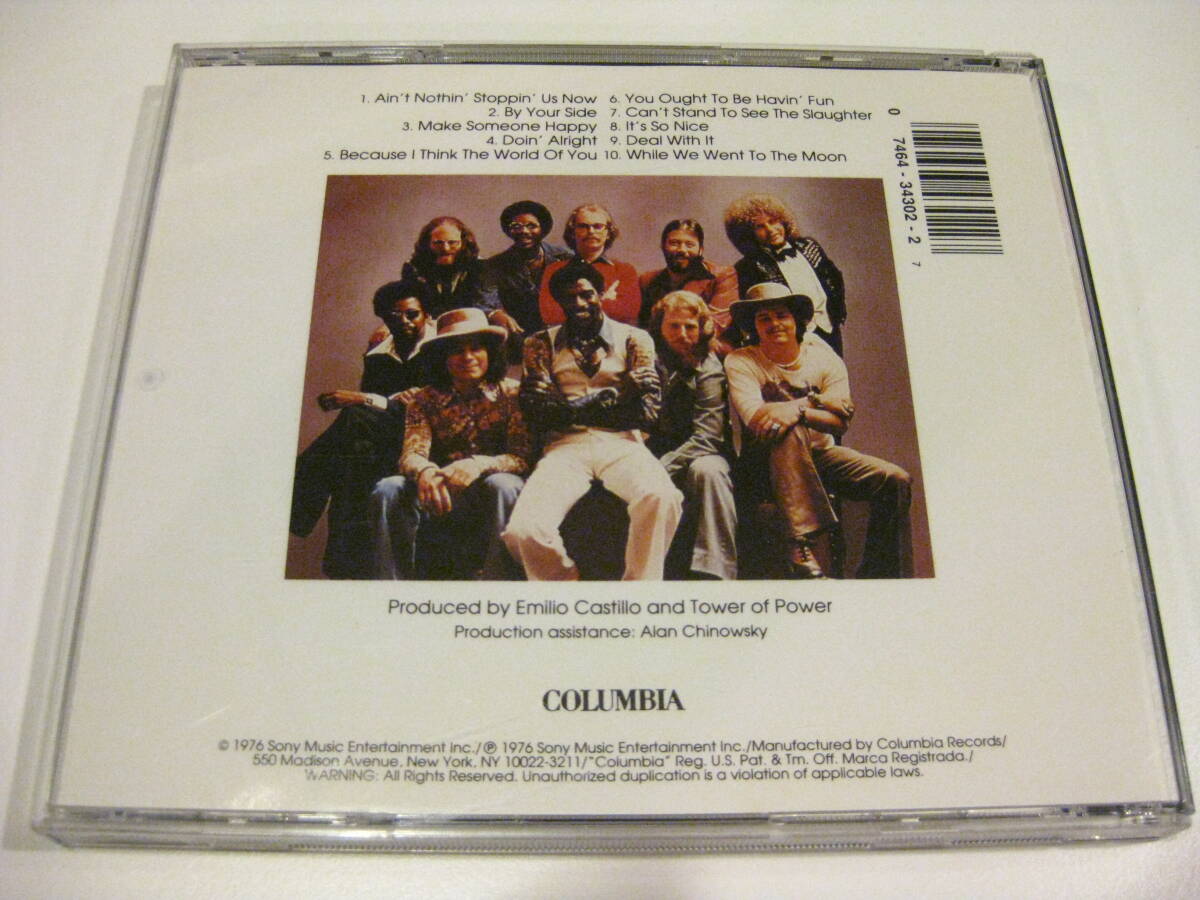 1. Ain't Nothin' Stoppin' Us Now
2. By Your Side
3. Make Someone Happy
4. Doin' Alright
5. Because I Think The World Of You
6. You Ought To Be Havin' Fun
7. Can't Stand To See The Slaughter
8. It's So Nice
9. Deal With It
10. While We Went To The Moon
0 7464-34302-2 7
Produced by Emilio Castillo and Tower of Power
Production assistance: Alan Chinowsky
COLUMBIA
© 1976 Sony Music Entertainment Inc./℗ 1976 Sony Music Entertainment Inc./Manufactured by Columbia Records/
550 Madison Avenue, New York, NY 10022-3211/"Columbia" Reg. U.S. Pat. & Tm. Off. Marca Registrada./
WARNING: All Rights Reserved. Unauthorized duplication is a violation of applicable laws.